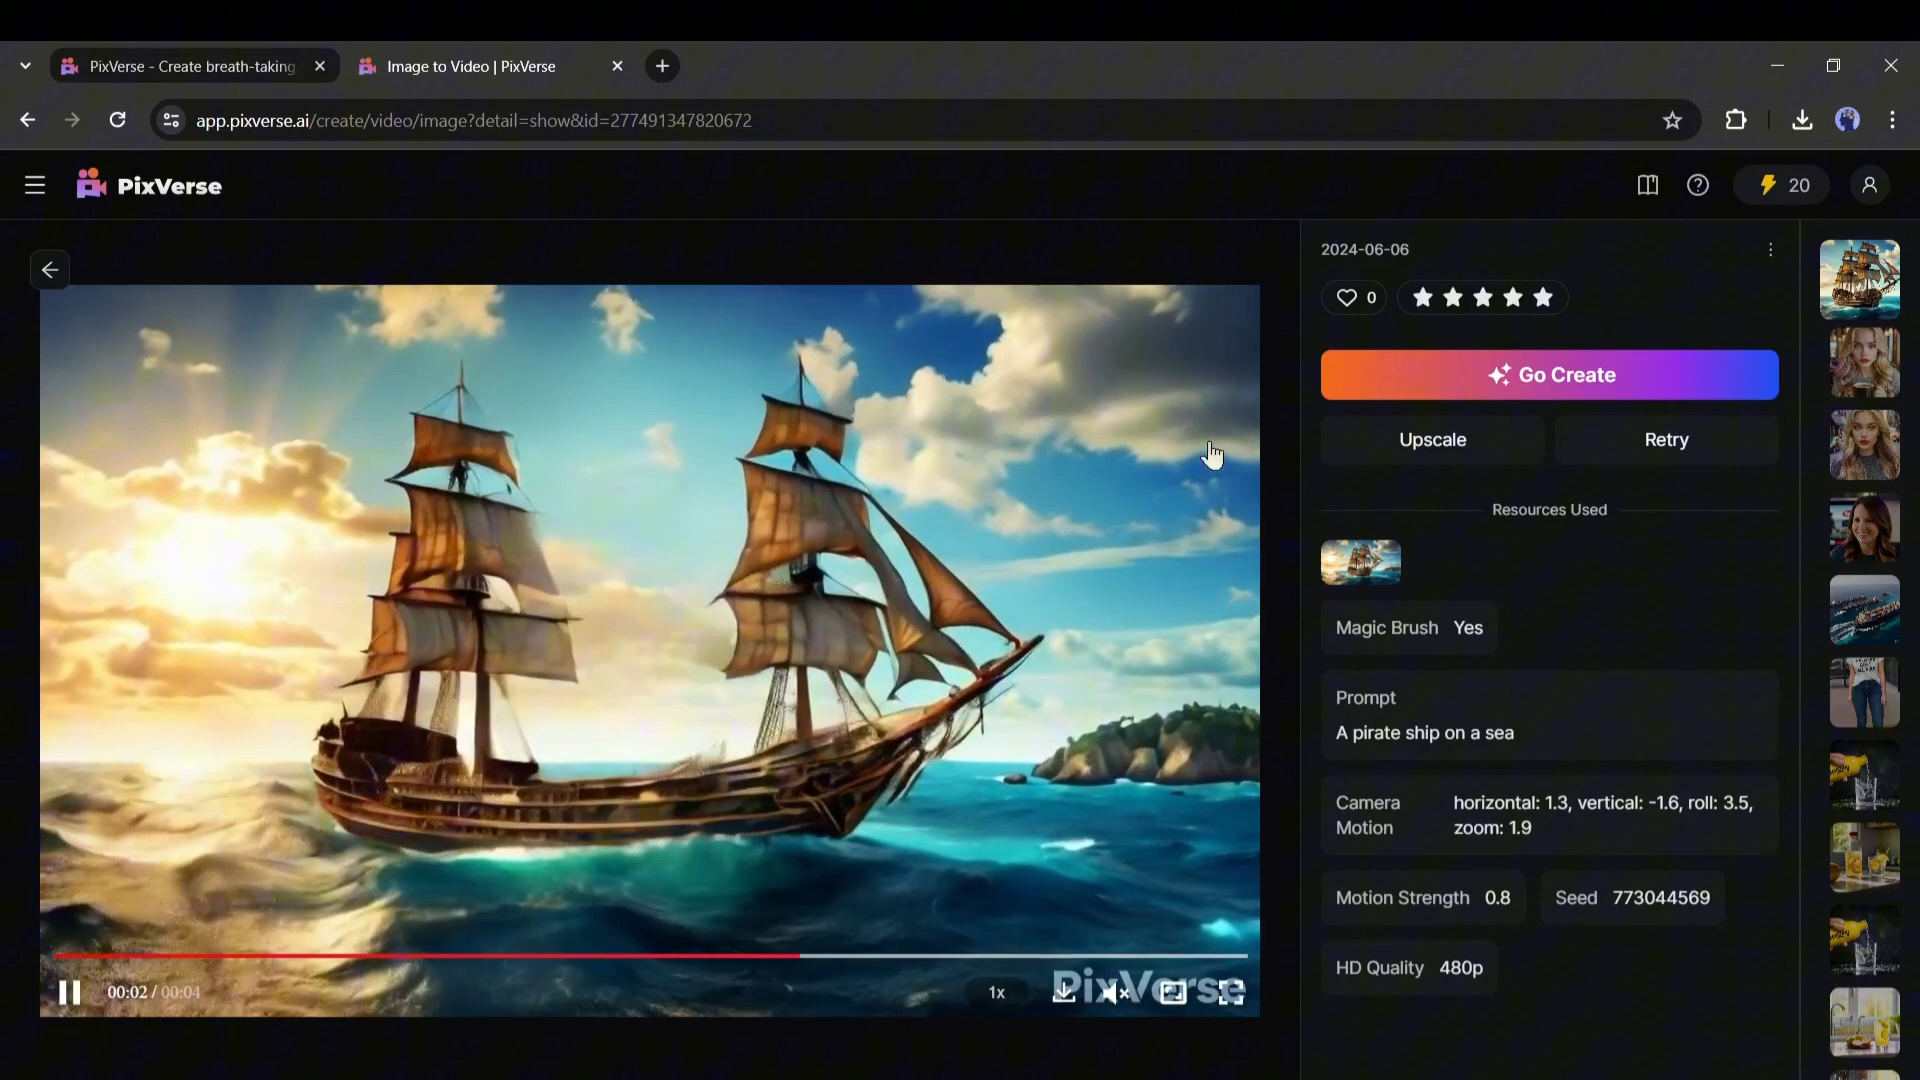 PixVerse - Create breath-taking
Image to Video | PixVerse
app.pixverse.ai/create/video/image?detail=show&id=277491347820672
PixVerse
20
2024-06-06
0
Go Create
Upscale
Retry
Resources Used
Magic Brush Yes
Prompt
A pirate ship on a sea
Camera Motion
horizontal: 1.3, vertical: -1.6, roll: 3.5,
zoom: 1.9
Motion Strength 0.8
Seed 773044569
HD Quality 480p
00:02 / 00:04
1x
PixVerse